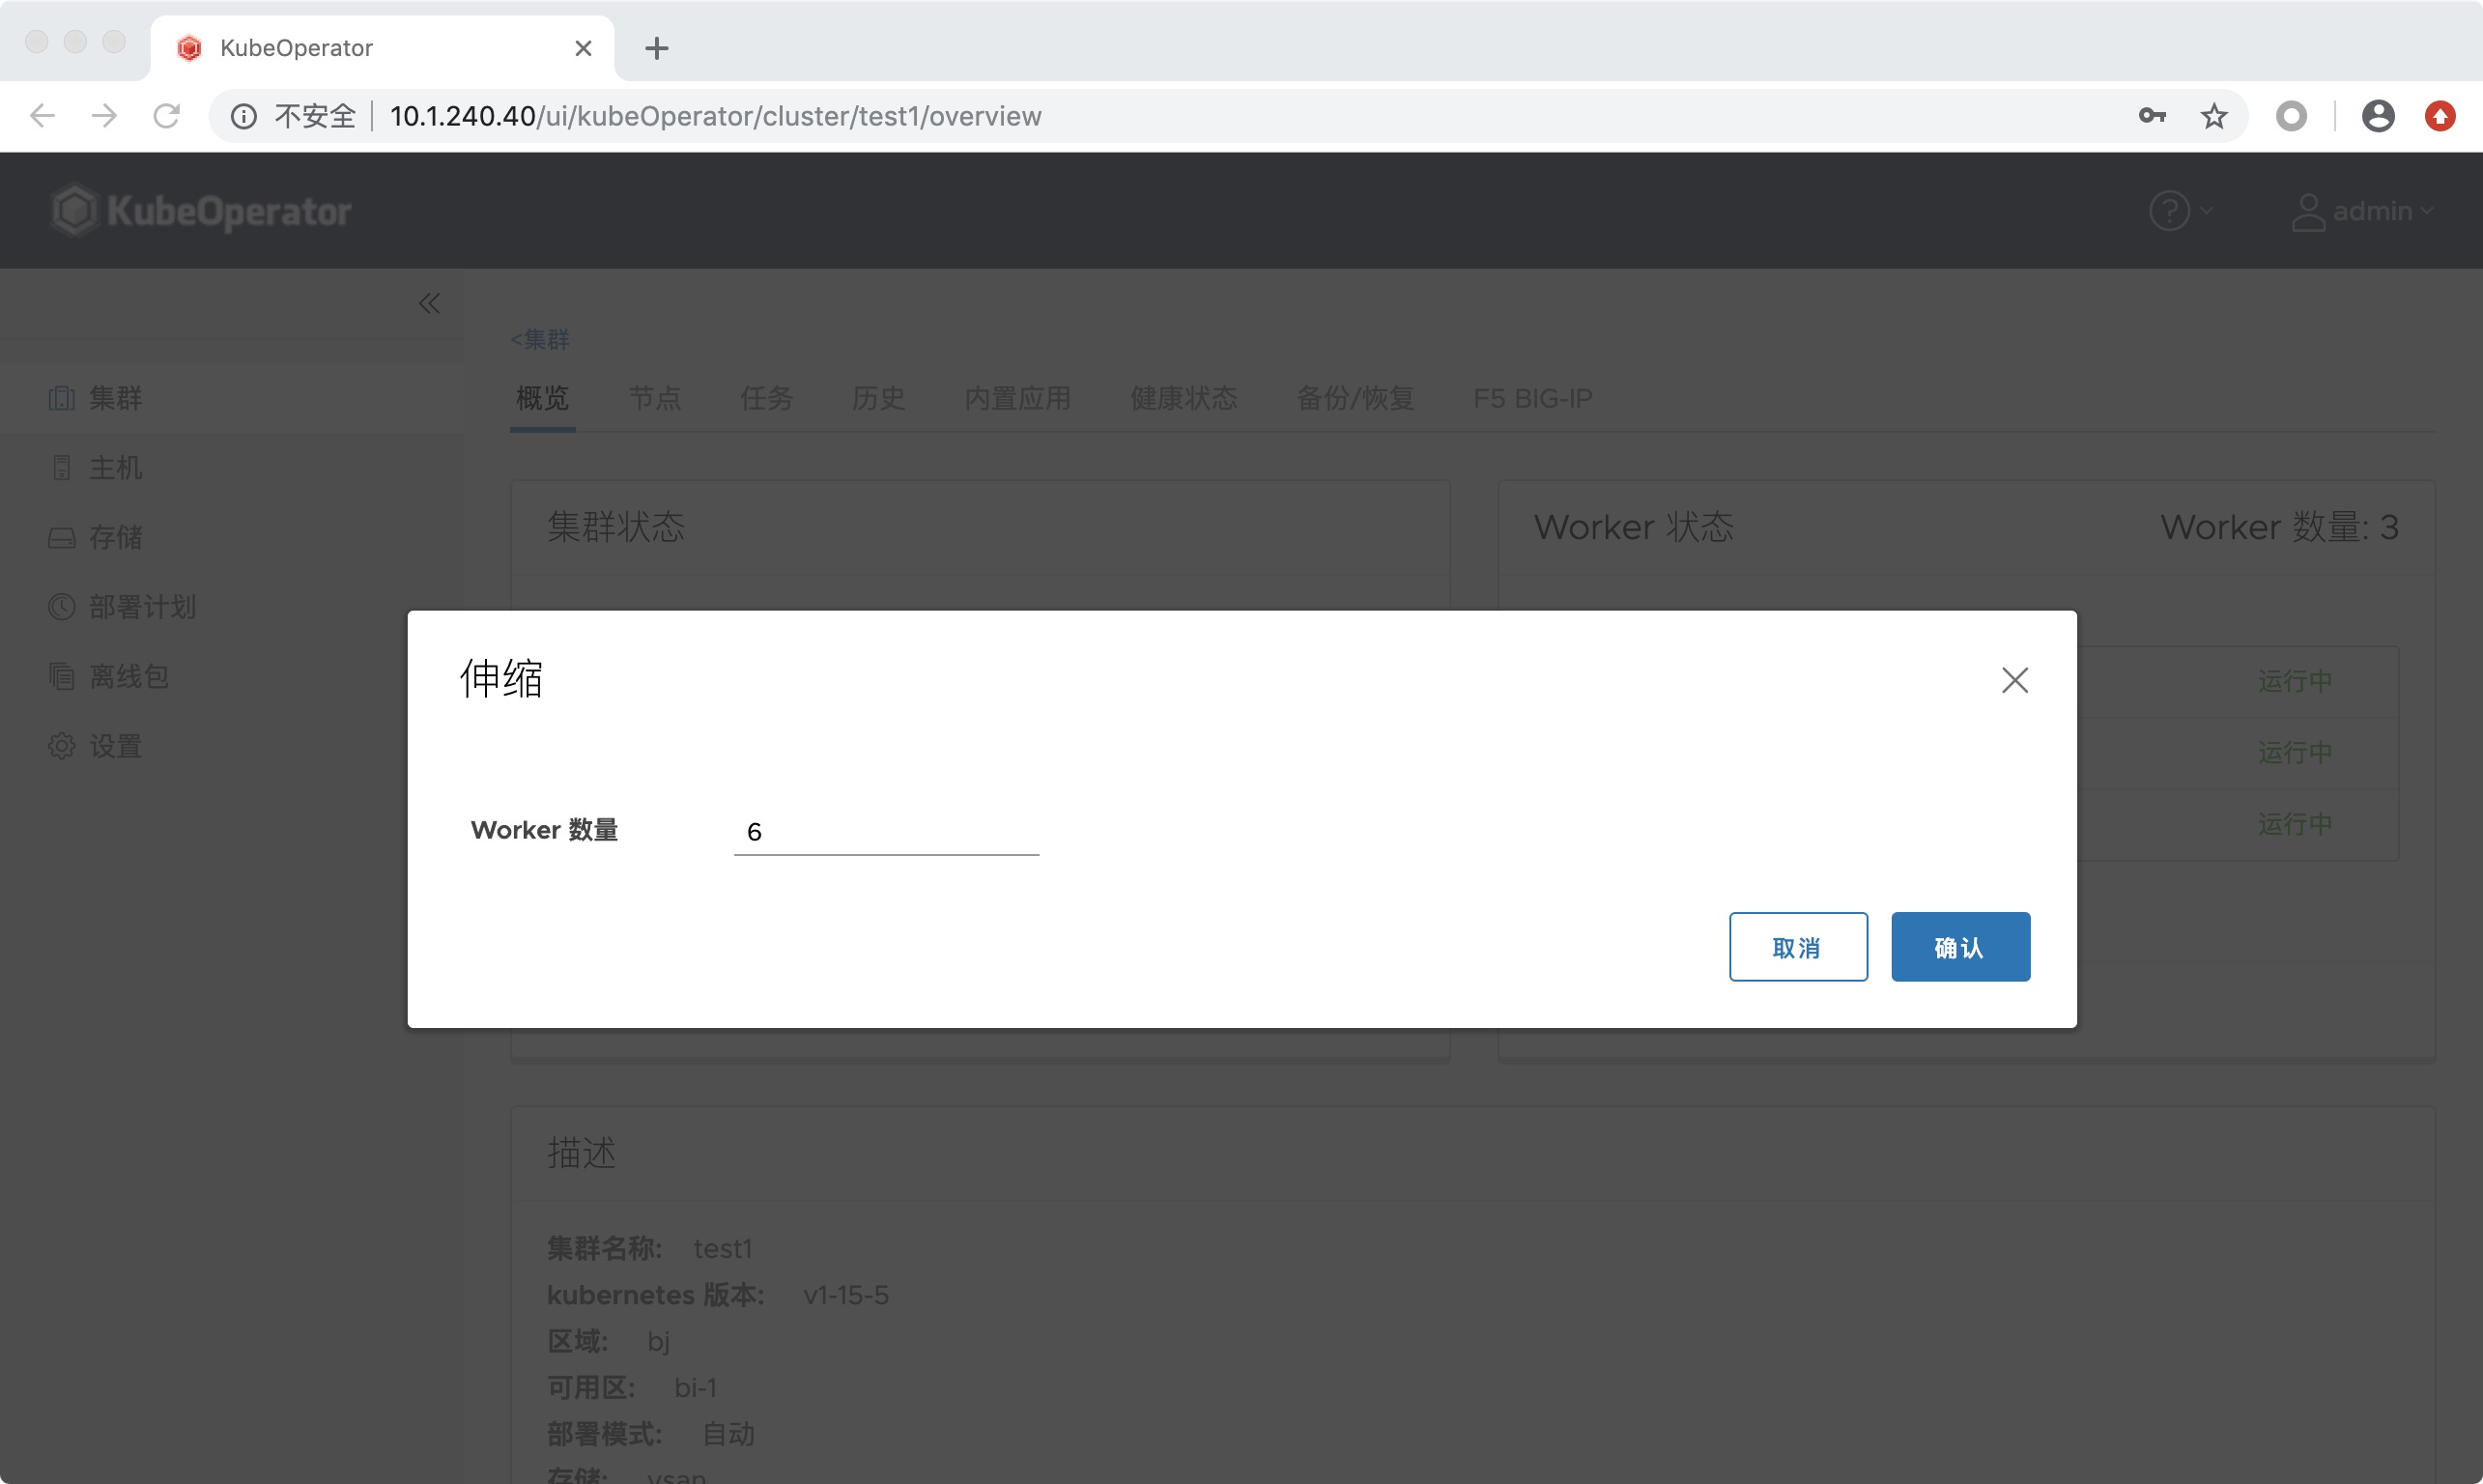 KubeOperator
不安全 10.1.240.40/ui/kubeOperator/cluster/test1/overview
KubeOperator
admin
<集群
集群
主机
存储
部署计划
离线包
设置
概览 节点 任务 历史 内置应用 健康状态 备份/恢复 F5 BIG-IP
集群状态
Worker 状态 Worker 数量: 3
运行中
运行中
运行中
伸缩
Worker 数量 6
取消 确认
描述
集群名称: test1
kubernetes 版本: v1-15-5
区域: bj
可用区: bi-1
部署模式: 自动
存储: vsan